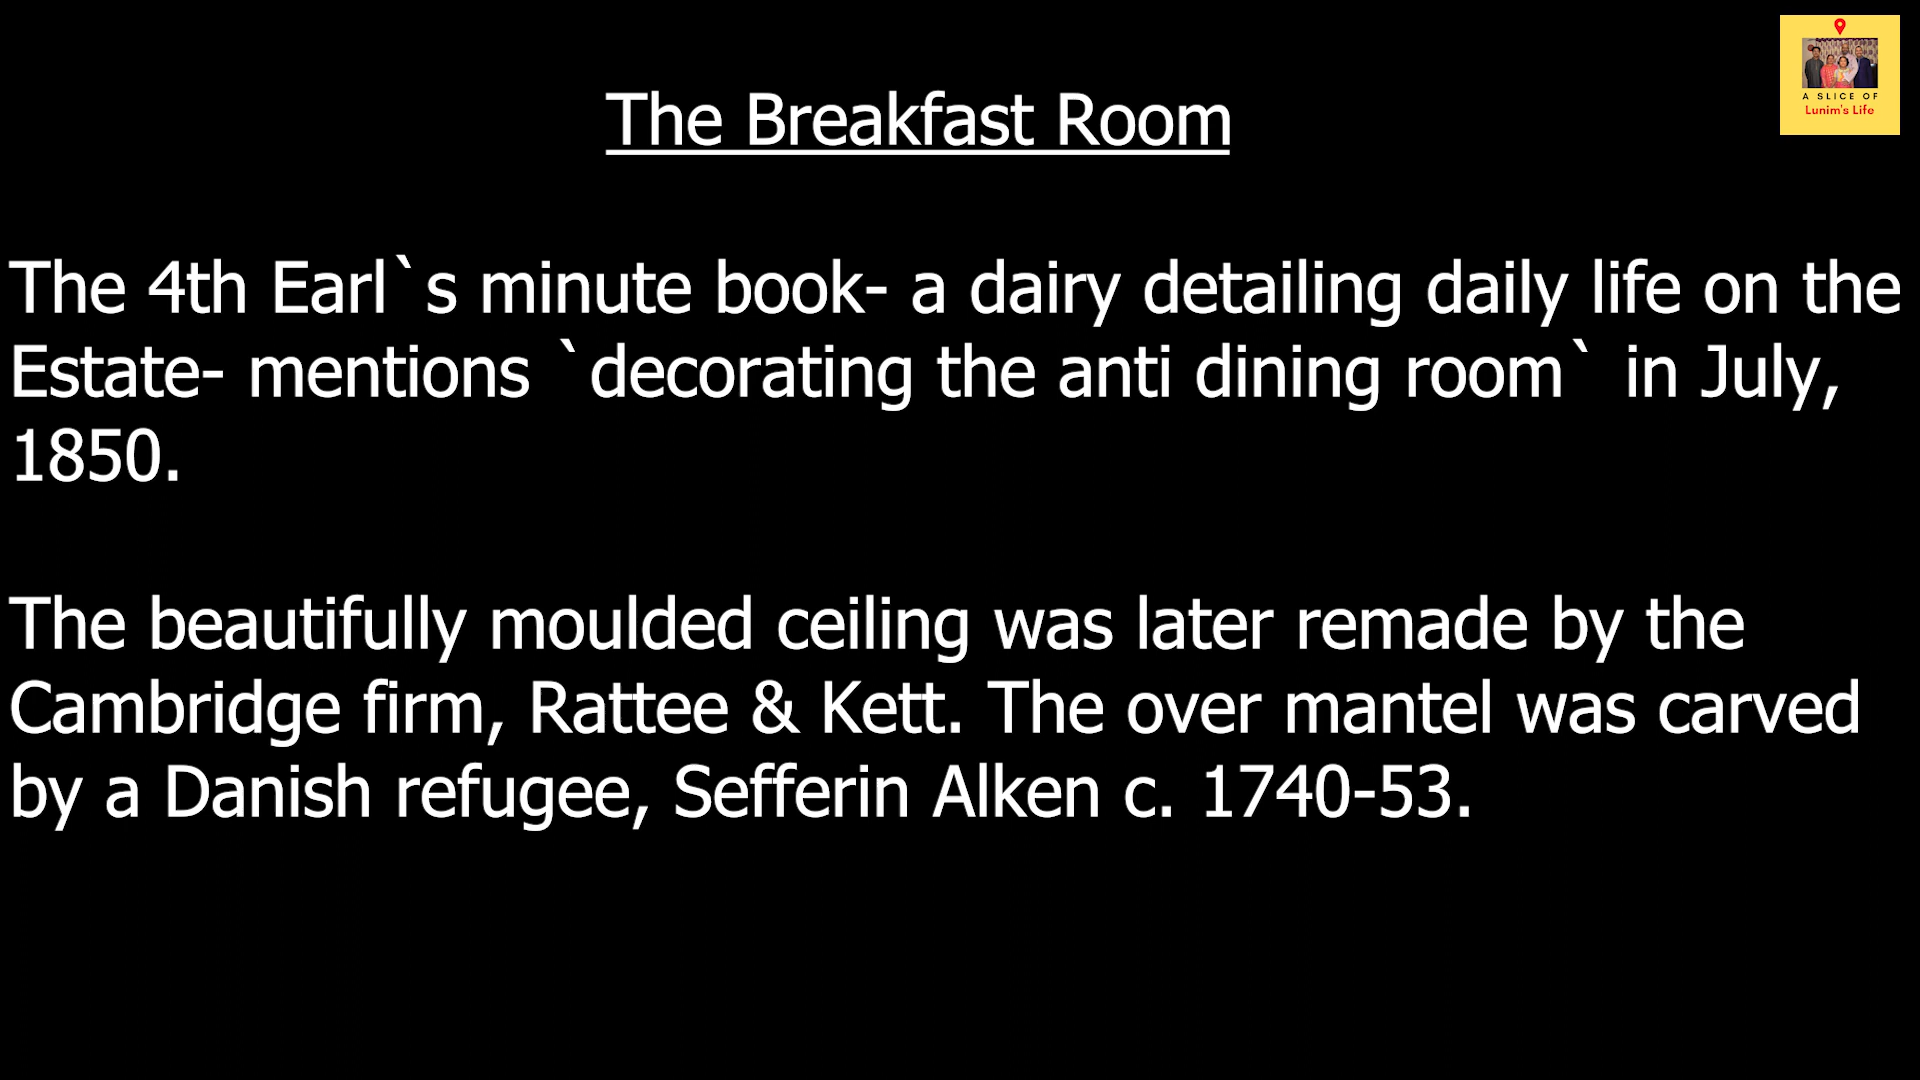 A SLICE OF
Lunim's Life
The Breakfast Room
The 4th Earl`s minute book- a dairy detailing daily life on the
Estate- mentions `decorating the anti dining room` in July,
1850.
The beautifully moulded ceiling was later remade by the
Cambridge firm, Rattee & Kett. The over mantel was carved
by a Danish refugee, Sefferin Alken c. 1740-53.